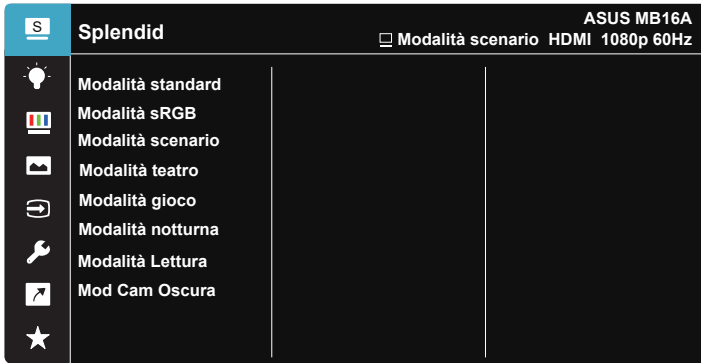 S
Splendid
ASUS MB16A
Modalità scenario HDMI 1080p 60Hz
Modalità standard
Modalità sRGB
Modalità scenario
Modalità teatro
Modalità gioco
Modalità notturna
Modalità Lettura
Mod Cam Oscura